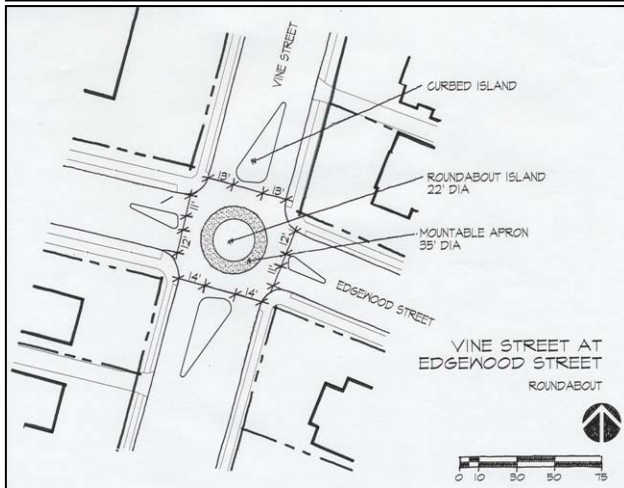 VINE STREET
CURBED ISLAND
ROUNDABOUT ISLAND
22' DIA
MOUNTABLE APRON
35' DIA
13'
13'
11'
12'
12'
11'
14'
14'
EDGEWOOD STREET
VINE STREET AT
EDGEWOOD STREET
ROUNDABOUT
0 10 30 50 75